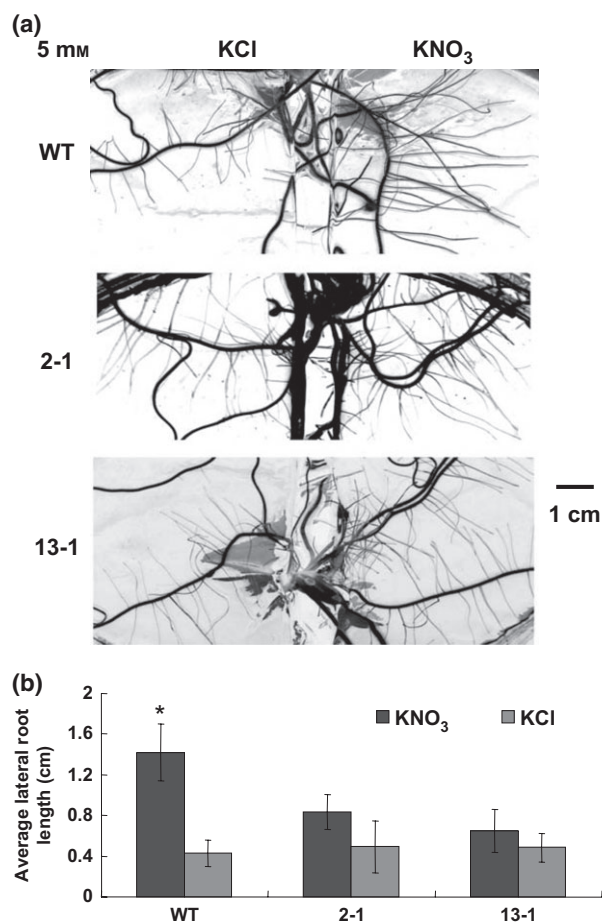 (a)
5 mM KCl KNO₃
WT
2-1
13-1
1 cm
(b)
2
1.6
1.2
0.8
0.4
0
Average lateral root
length (cm)
*
KNO₃ KCl
WT 2-1 13-1